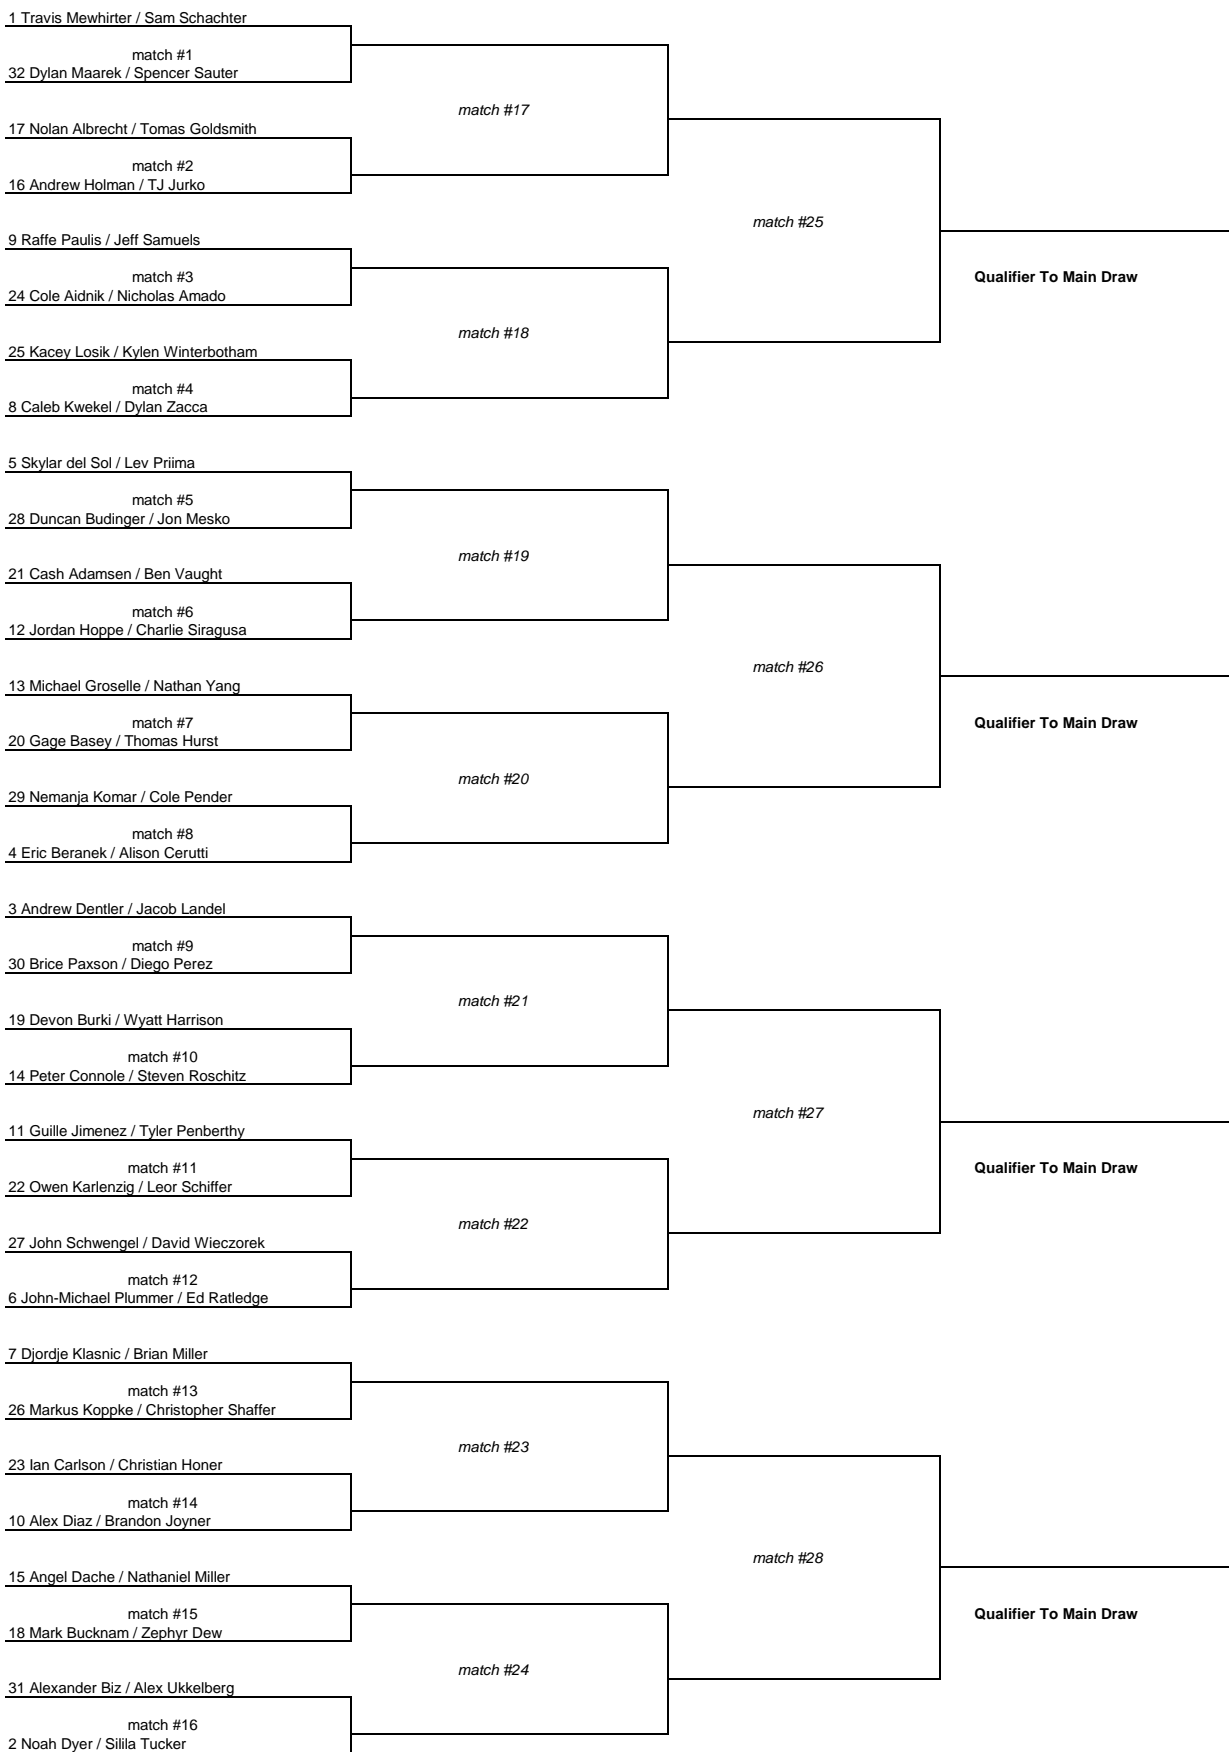 1 Travis Mewhirter / Sam Schachter
match #1
32 Dylan Maarek / Spencer Sauter
match #17
17 Nolan Albrecht / Tomas Goldsmith
match #2
16 Andrew Holman / TJ Jurko
match #25
9 Raffe Paulis / Jeff Samuels
match #3
Qualifier To Main Draw
24 Cole Aidnik / Nicholas Amado
match #18
25 Kacey Losik / Kylen Winterbotham
match #4
8 Caleb Kwekel / Dylan Zacca
5 Skylar del Sol / Lev Priima
match #5
28 Duncan Budinger / Jon Mesko
match #19
21 Cash Adamsen / Ben Vaught
match #6
12 Jordan Hoppe / Charlie Siragusa
match #26
13 Michael Groselle / Nathan Yang
match #7
Qualifier To Main Draw
20 Gage Basey / Thomas Hurst
match #20
29 Nemanja Komar / Cole Pender
match #8
4 Eric Beranek / Alison Cerutti
3 Andrew Dentler / Jacob Landel
match #9
30 Brice Paxson / Diego Perez
match #21
19 Devon Burki / Wyatt Harrison
match #10
14 Peter Connole / Steven Roschitz
match #27
11 Guille Jimenez / Tyler Penberthy
match #11
Qualifier To Main Draw
22 Owen Karlenzig / Leor Schiffer
match #22
27 John Schwengel / David Wieczorek
match #12
6 John-Michael Plummer / Ed Ratledge
7 Djordje Klasnic / Brian Miller
match #13
26 Markus Koppke / Christopher Shaffer
match #23
23 Ian Carlson / Christian Honer
match #14
10 Alex Diaz / Brandon Joyner
match #28
15 Angel Dache / Nathaniel Miller
match #15
Qualifier To Main Draw
18 Mark Bucknam / Zephyr Dew
match #24
31 Alexander Biz / Alex Ukkelberg
match #16
2 Noah Dyer / Silila Tucker